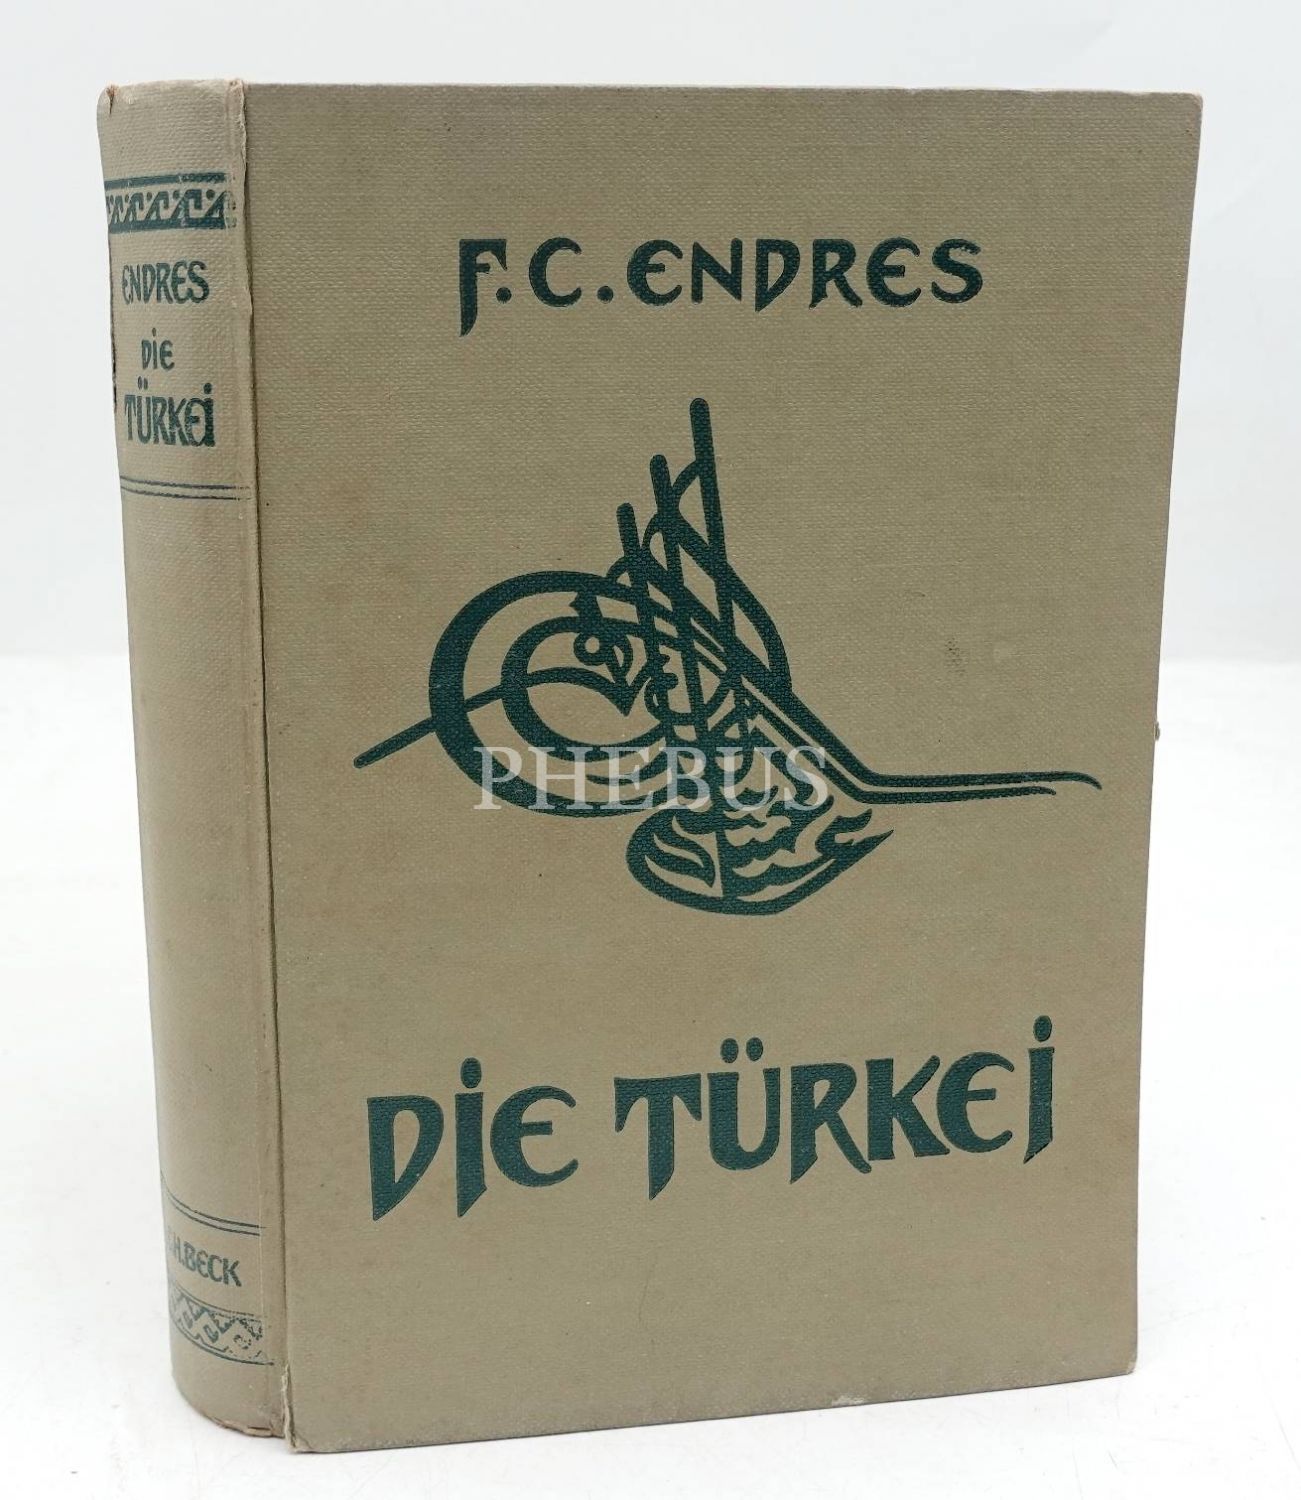 F. C. ENDRES
DIE TÜRKEI
ENDRES
DIE
TÜRKEI
C.H.BECK
PHEBUS